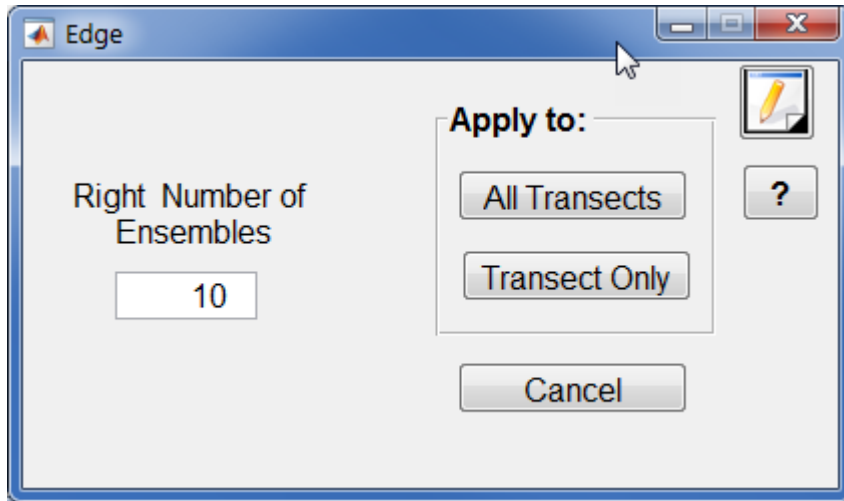 Edge
Apply to:
Right Number of
Ensembles
10
All Transects
Transect Only
Cancel
?